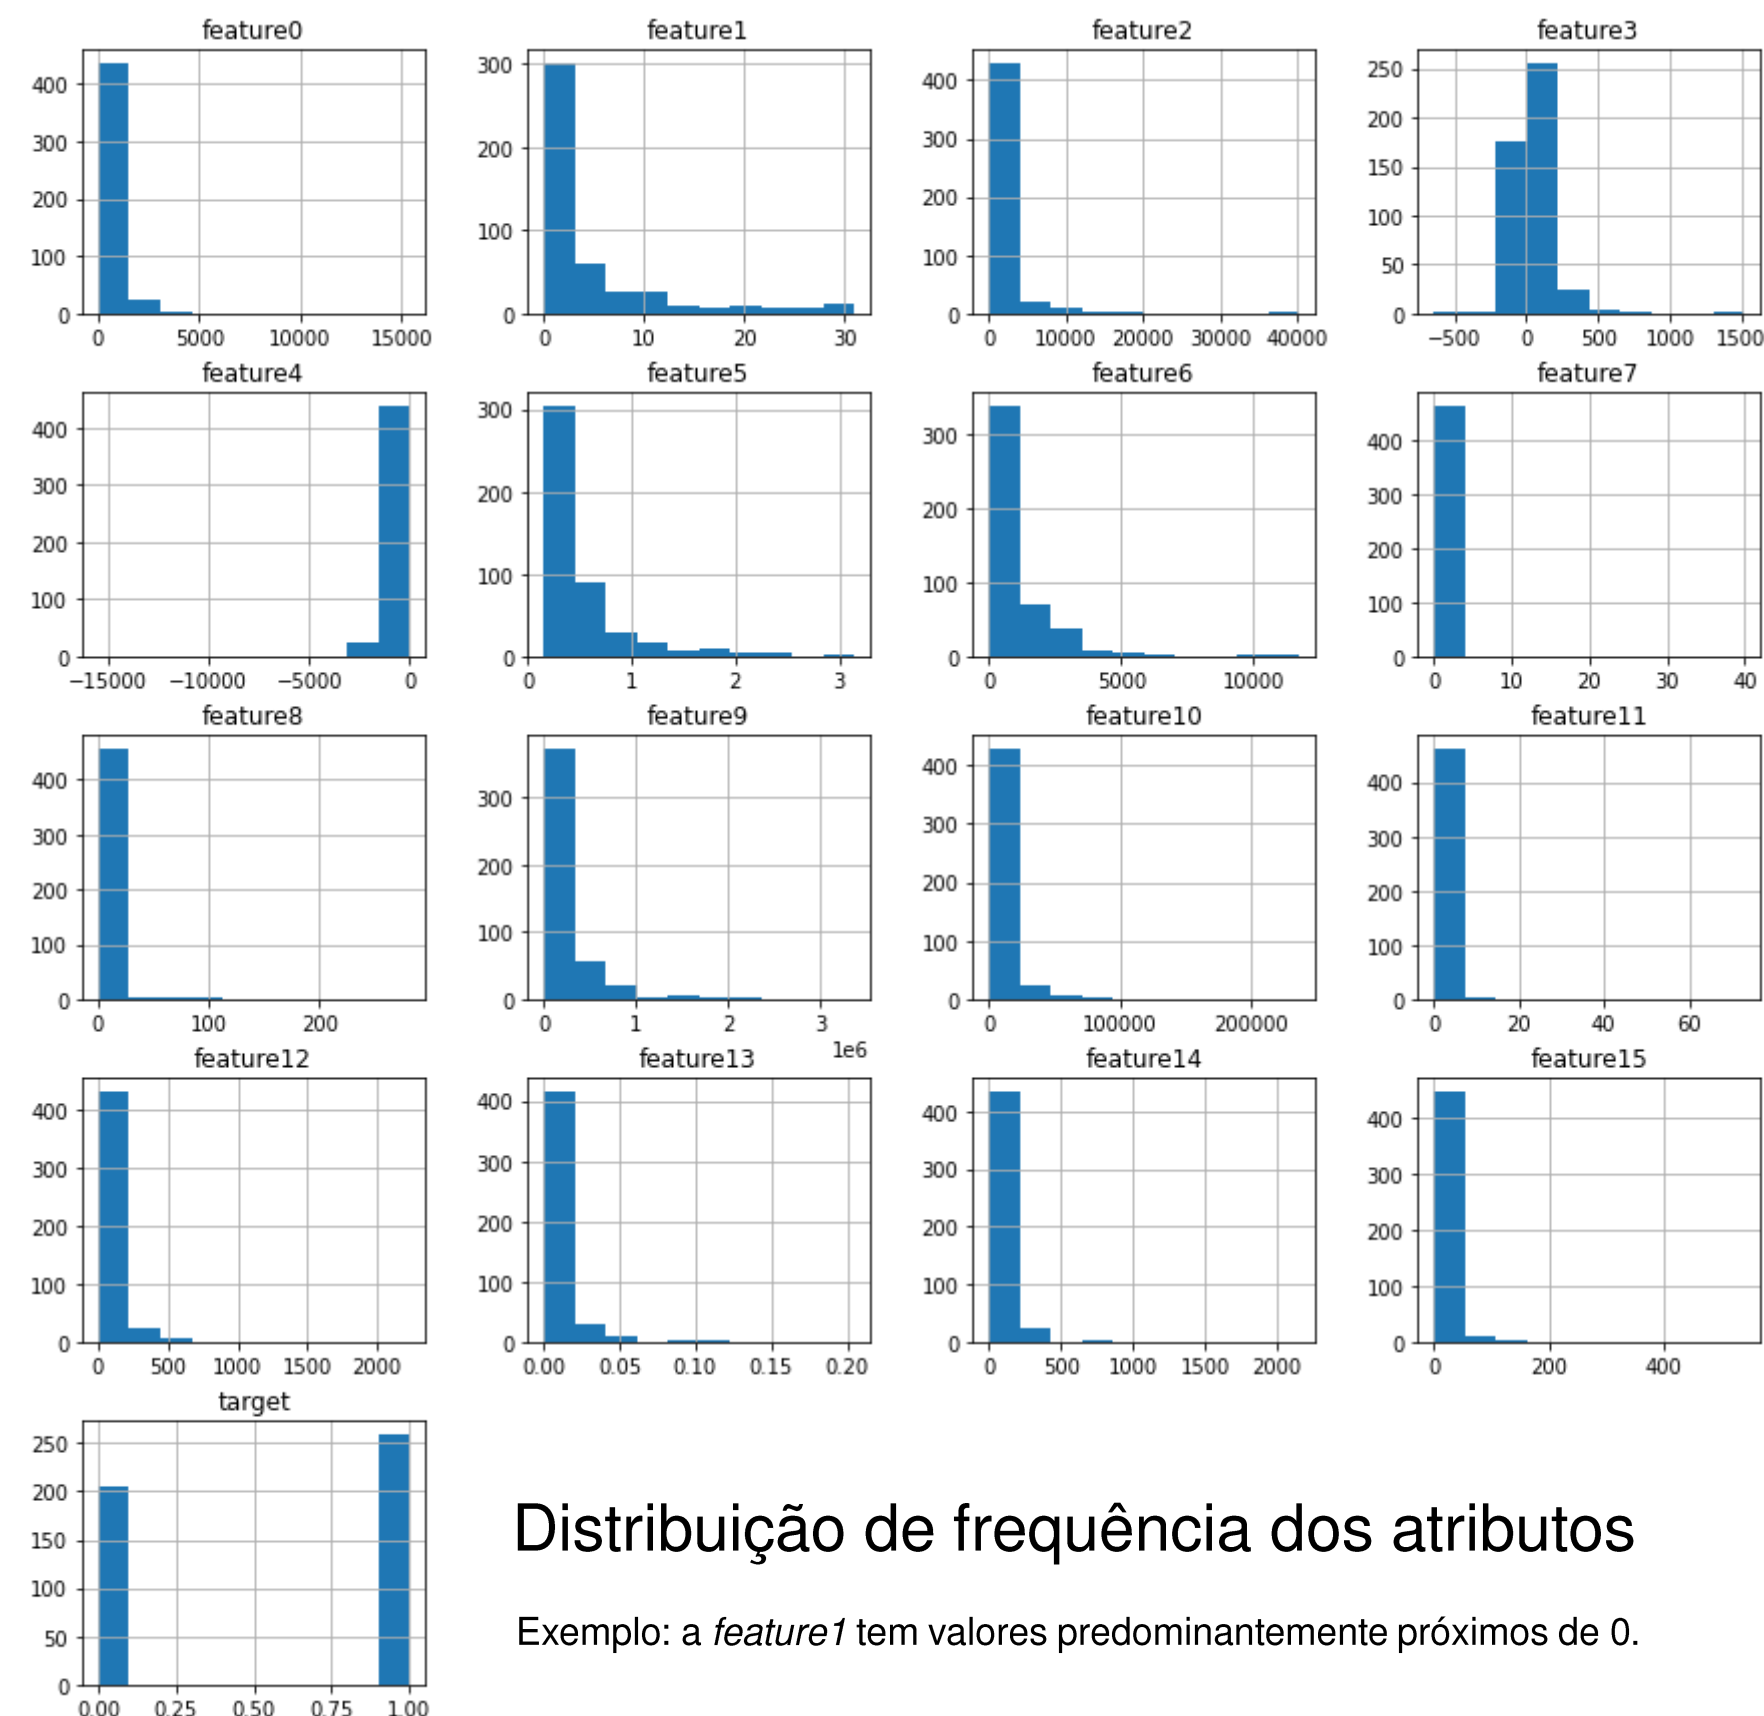 feature0 feature1 feature2 feature3
400 300 200 100 0
0 5000 10000 15000
300 200 100 0
0 10 20 30
400 300 200 100 0
0 10000 20000 30000 40000
250 200 150 100 50 0
−500 0 500 1000 1500
feature4 feature5 feature6 feature7
400 300 200 100 0
−15000 −10000 −5000 0
300 200 100 0
0 1 2 3
300 200 100 0
0 5000 10000
400 300 200 100 0
0 10 20 30 40
feature8 feature9 feature10 feature11
400 300 200 100 0
0 100 200
300 200 100 0
0 1 2 3
1e6
400 300 200 100 0
0 100000 200000
400 300 200 100 0
0 20 40 60
feature12 feature13 feature14 feature15
400 300 200 100 0
0 500 1000 1500 2000
400 300 200 100 0
0.00 0.05 0.10 0.15 0.20
400 300 200 100 0
0 500 1000 1500 2000
400 300 200 100 0
0 200 400
target
250 200 150 100 50 0
0.00 0.25 0.50 0.75 1.00
Distribuição de frequência dos atributos
Exemplo: a feature1 tem valores predominantemente próximos de 0.